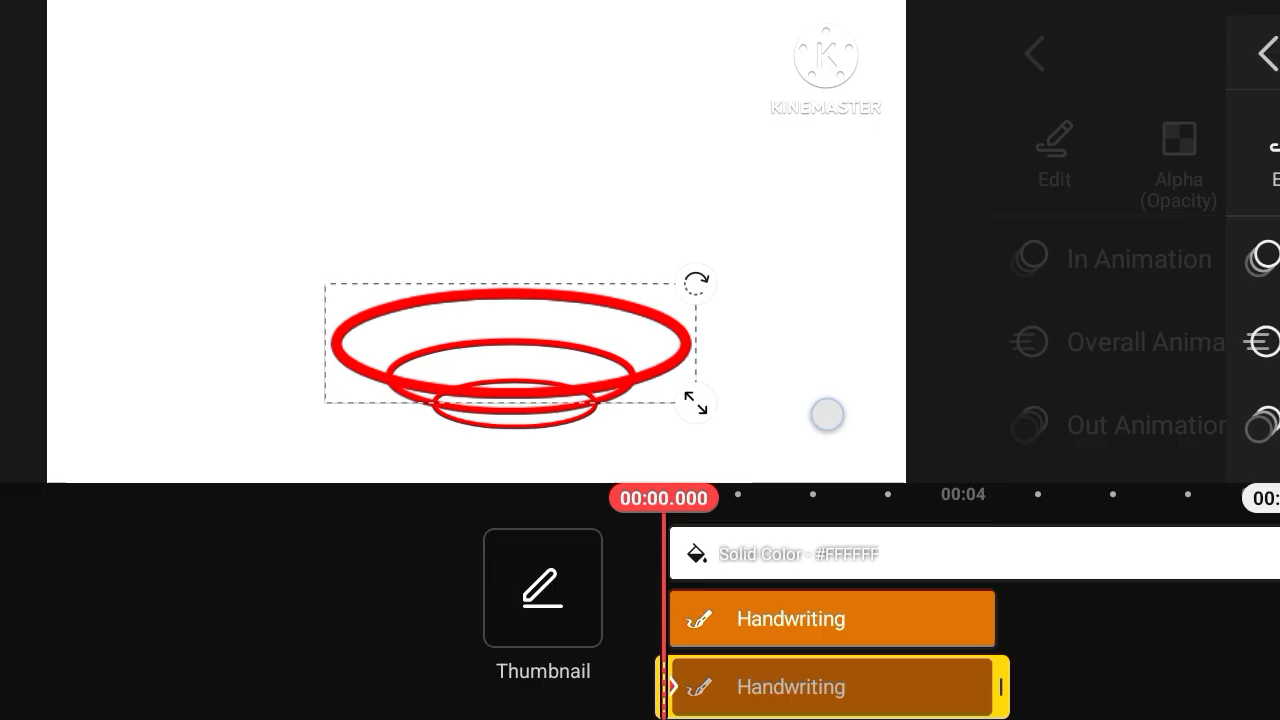 KINEMASTER
Edit
Alpha
(Opacity)
In Animation
Overall Anima
Out Animation
00:00.000
00:04
00:
Solid Color - #FFFFFF
Handwriting
Handwriting
Thumbnail